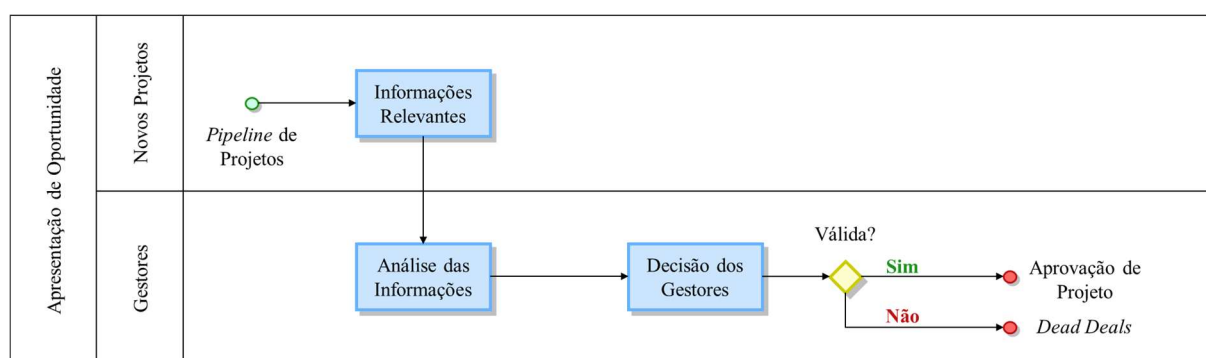 Apresentação de Oportunidade
Novos Projetos
Pipeline de
Projetos
Informações
Relevantes
Gestores
Análise das
Informações
Decisão dos
Gestores
Válida?
Sim
Aprovação de
Projeto
Não
Dead Deals